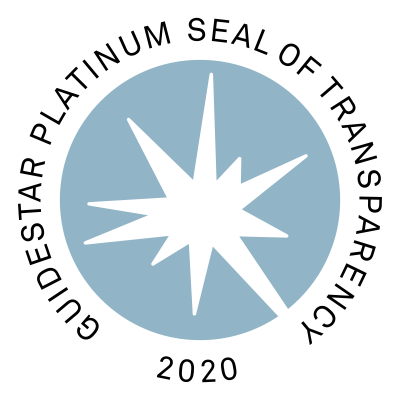 GUIDESTAR PLATINUM SEAL OF TRANSPARENCY
2020